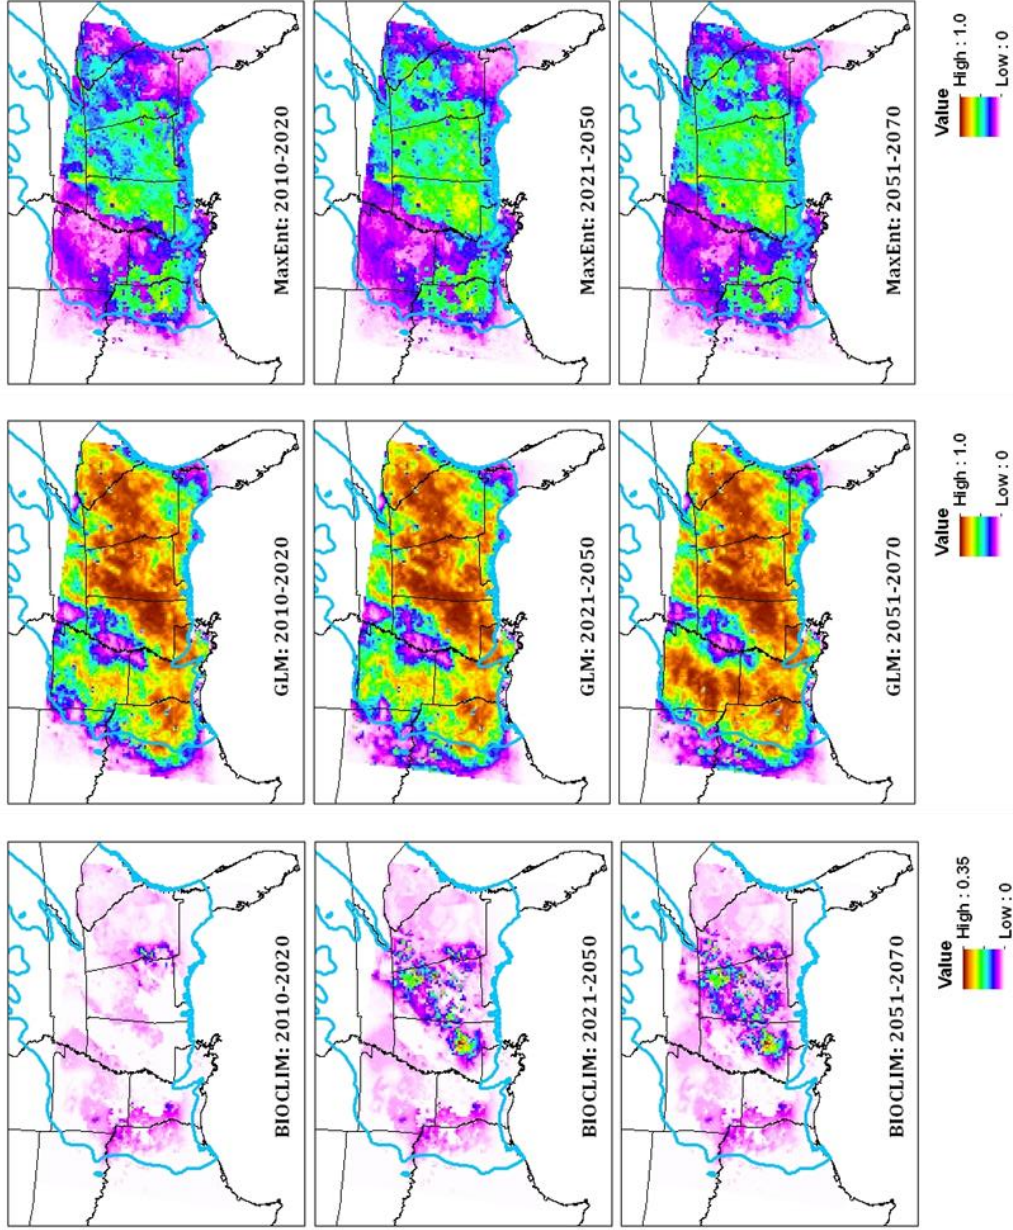 BIOCLIM: 2010-2020
GLM: 2010-2020
MaxEnt: 2010-2020
BIOCLIM: 2021-2050
GLM: 2021-2050
MaxEnt: 2021-2050
BIOCLIM: 2051-2070
GLM: 2051-2070
MaxEnt: 2051-2070
Value
High : 0.35
Low : 0
Value
High : 1.0
Low : 0
Value
High : 1.0
Low : 0